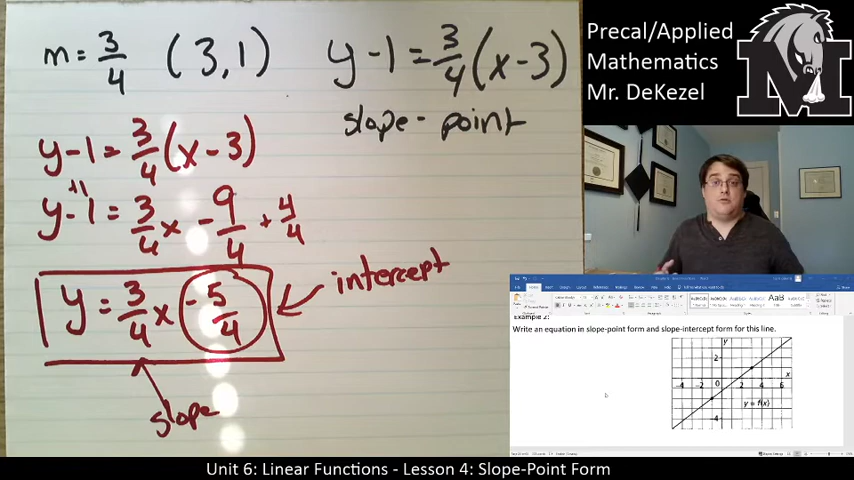 m = 3/4 (3,1) y-1 = 3/4(x-3)
slope - point
y-1 = 3/4(x-3)
+1
y-1 = 3/4x - 9/4 + 4/4
y = 3/4x - 5/4
intercept
slope
Precal/Applied
Mathematics
Mr. DeKezel
M
Example 2:
Write an equation in slope-point form and slope-intercept form for this line.
y
2
x
-4 -2 0 2 4 6
y = f(x)
-4
Unit 6: Linear Functions - Lesson 4: Slope-Point Form